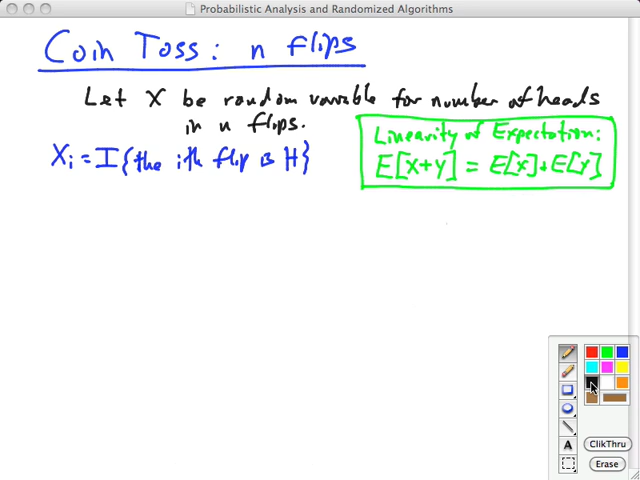 Probabilistic Analysis and Randomized Algorithms
Coin Toss: n flips
Let X be random variable for number of heads
in n flips.
Linearity of Expectation:
E[X+Y] = E[X]+E[Y]
Xi = I{the ith flip is H}
A
ClikThru
Erase